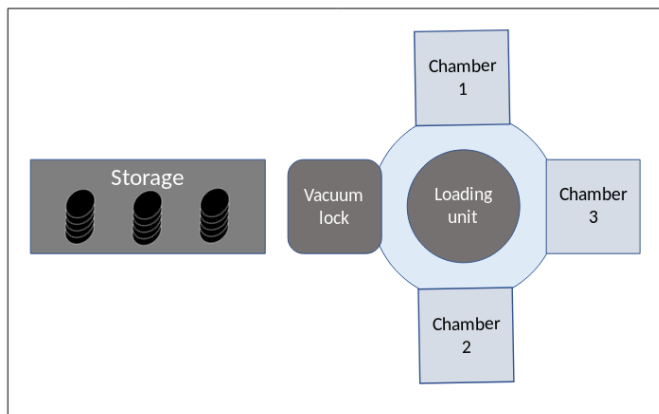 Chamber
1
Storage
Vacuum
lock
Loading
unit
Chamber
3
Chamber
2